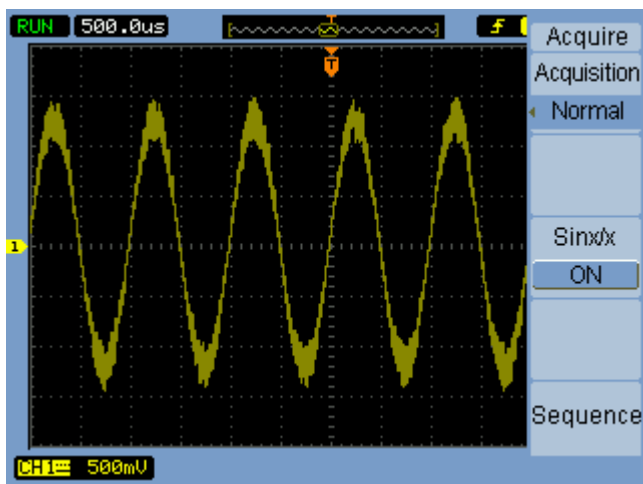 RUN 500.0us
T
1
Acquire
Acquisition
Normal
Sinx/x
ON
Sequence
CH1 500mV